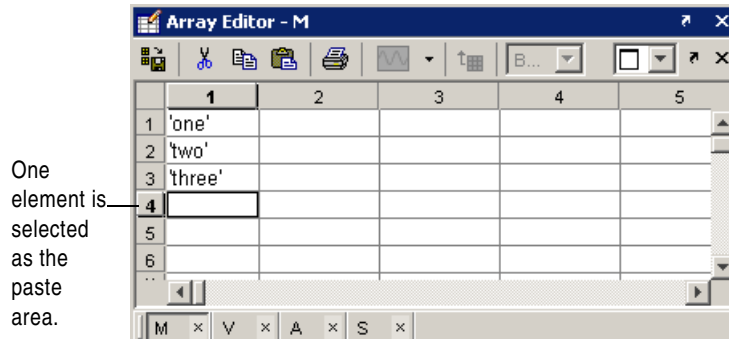 Array Editor - M
B...
1 2 3 4 5
1 'one'
2 'two'
3 'three'
4
5
6
One
element is
selected
as the
paste
area.
M V A S